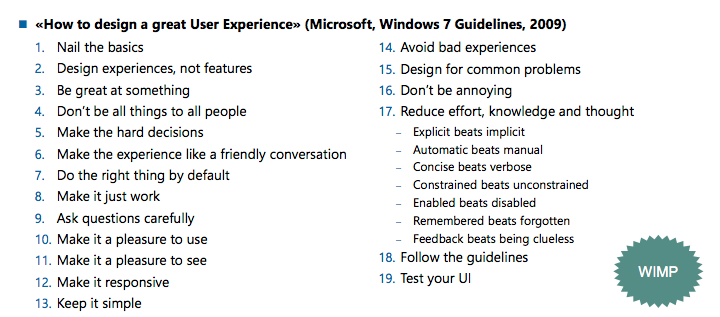 ■ «How to design a great User Experience» (Microsoft, Windows 7 Guidelines, 2009)
1. Nail the basics
2. Design experiences, not features
3. Be great at something
4. Don’t be all things to all people
5. Make the hard decisions
6. Make the experience like a friendly conversation
7. Do the right thing by default
8. Make it just work
9. Ask questions carefully
10. Make it a pleasure to use
11. Make it a pleasure to see
12. Make it responsive
13. Keep it simple
14. Avoid bad experiences
15. Design for common problems
16. Don’t be annoying
17. Reduce effort, knowledge and thought
– Explicit beats implicit
– Automatic beats manual
– Concise beats verbose
– Constrained beats unconstrained
– Enabled beats disabled
– Remembered beats forgotten
– Feedback beats being clueless
18. Follow the guidelines
19. Test your UI
WIMP